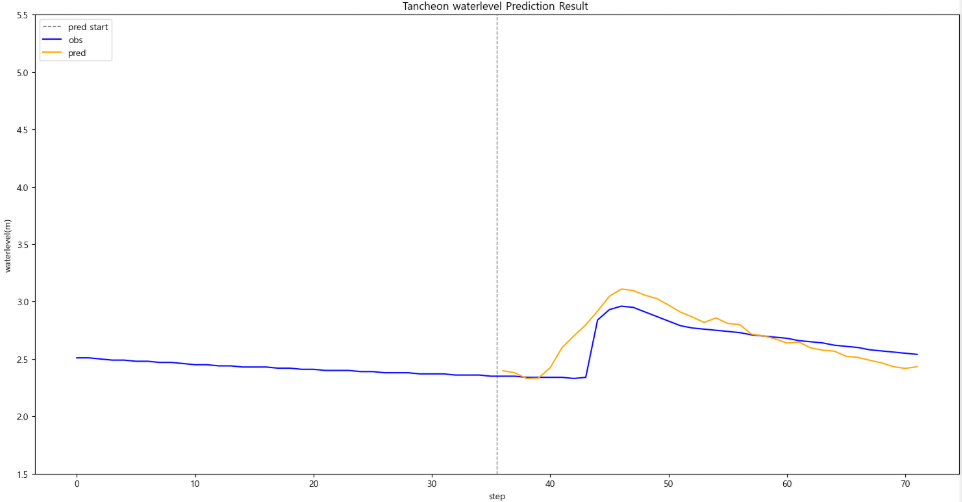 Tancheon waterlevel Prediction Result
pred start
obs
pred
5.5
5.0
4.5
4.0
3.5
3.0
2.5
2.0
1.5
waterlevel(m)
0 10 20 30 40 50 60 70
step